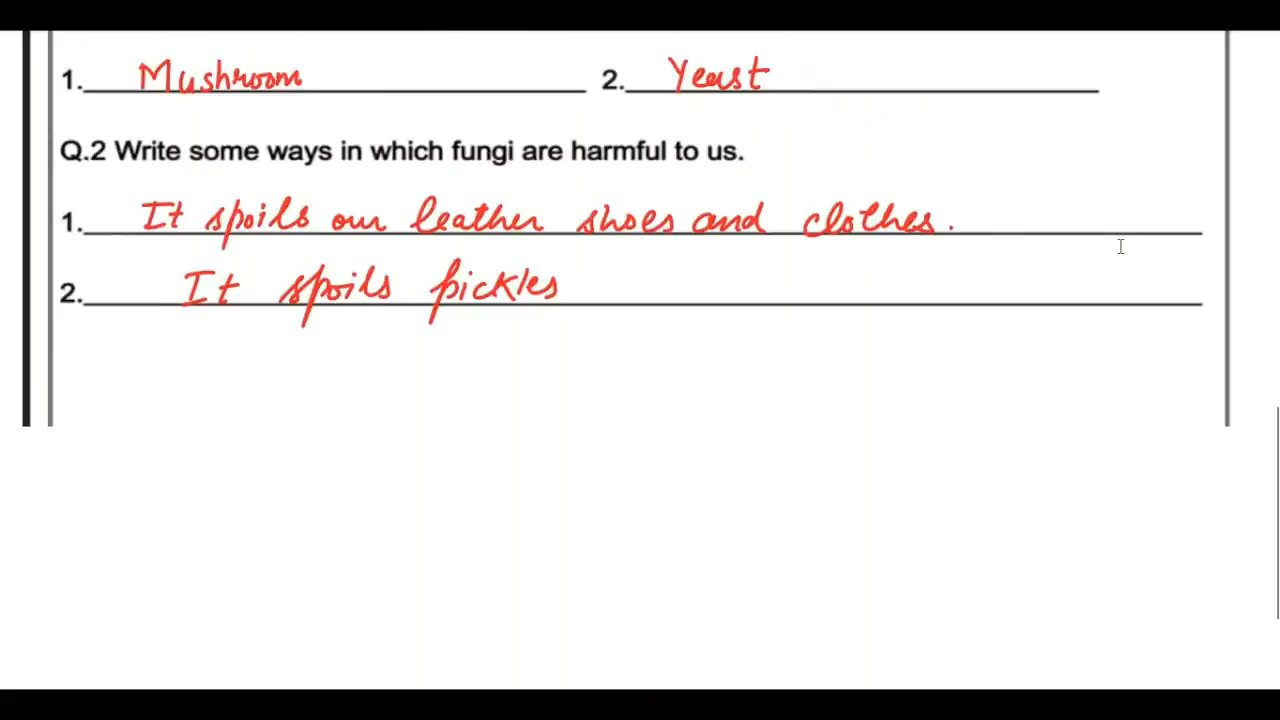 1. Mushroom 2. Yeast
Q.2 Write some ways in which fungi are harmful to us.
1. It spoils our leather shoes and clothes.
2. It spoils pickles